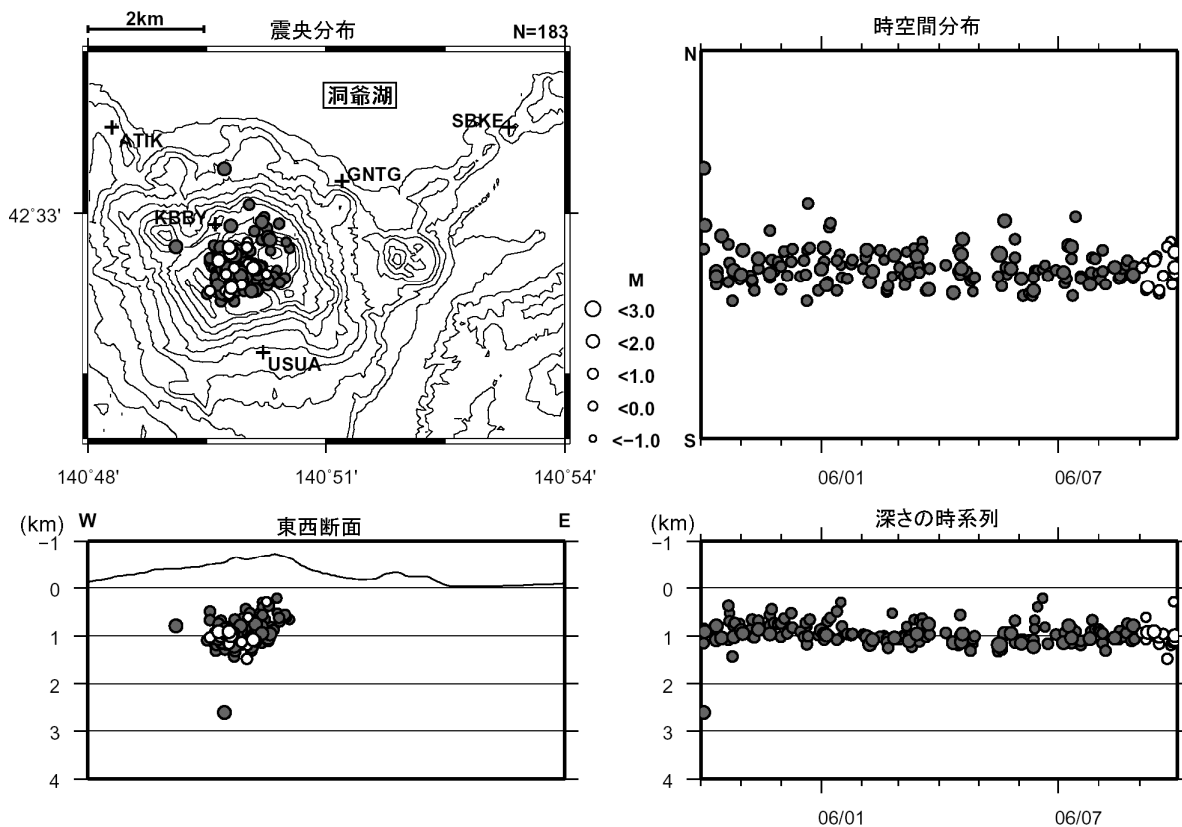 2km
震央分布
N=183
洞爺湖
ATIK
SBKE
GNTG
KBBY
USUA
42°33'
140°48'
140°51'
140°54'
M
<3.0
<2.0
<1.0
<0.0
<−1.0
時空間分布
N
S
06/01
06/07
(km)
W
東西断面
E
−1
0
1
2
3
4
(km)
深さの時系列
−1
0
1
2
3
4
06/01
06/07